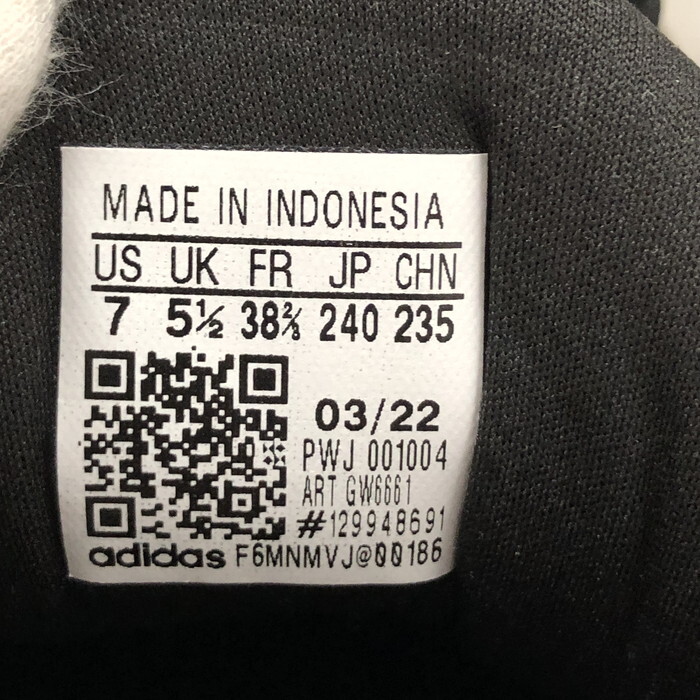 MADE IN INDONESIA
US UK FR JP CHN
7 5½ 38⅔ 240 235
03/22
PWJ 001004
ART GW6661
#129948691
adidas F6MNMVJ@00186